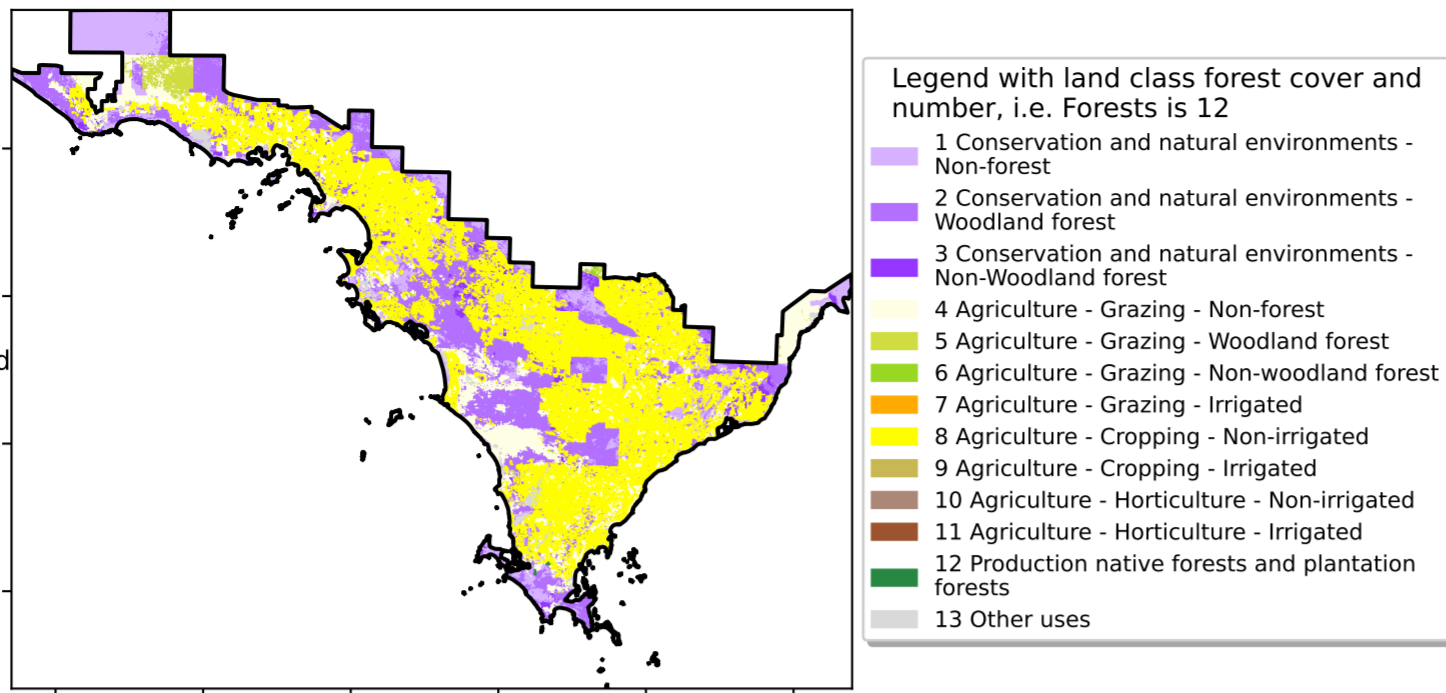 d
Legend with land class forest cover and
number, i.e. Forests is 12
1 Conservation and natural environments -
Non-forest
2 Conservation and natural environments -
Woodland forest
3 Conservation and natural environments -
Non-Woodland forest
4 Agriculture - Grazing - Non-forest
5 Agriculture - Grazing - Woodland forest
6 Agriculture - Grazing - Non-woodland forest
7 Agriculture - Grazing - Irrigated
8 Agriculture - Cropping - Non-irrigated
9 Agriculture - Cropping - Irrigated
10 Agriculture - Horticulture - Non-irrigated
11 Agriculture - Horticulture - Irrigated
12 Production native forests and plantation
forests
13 Other uses